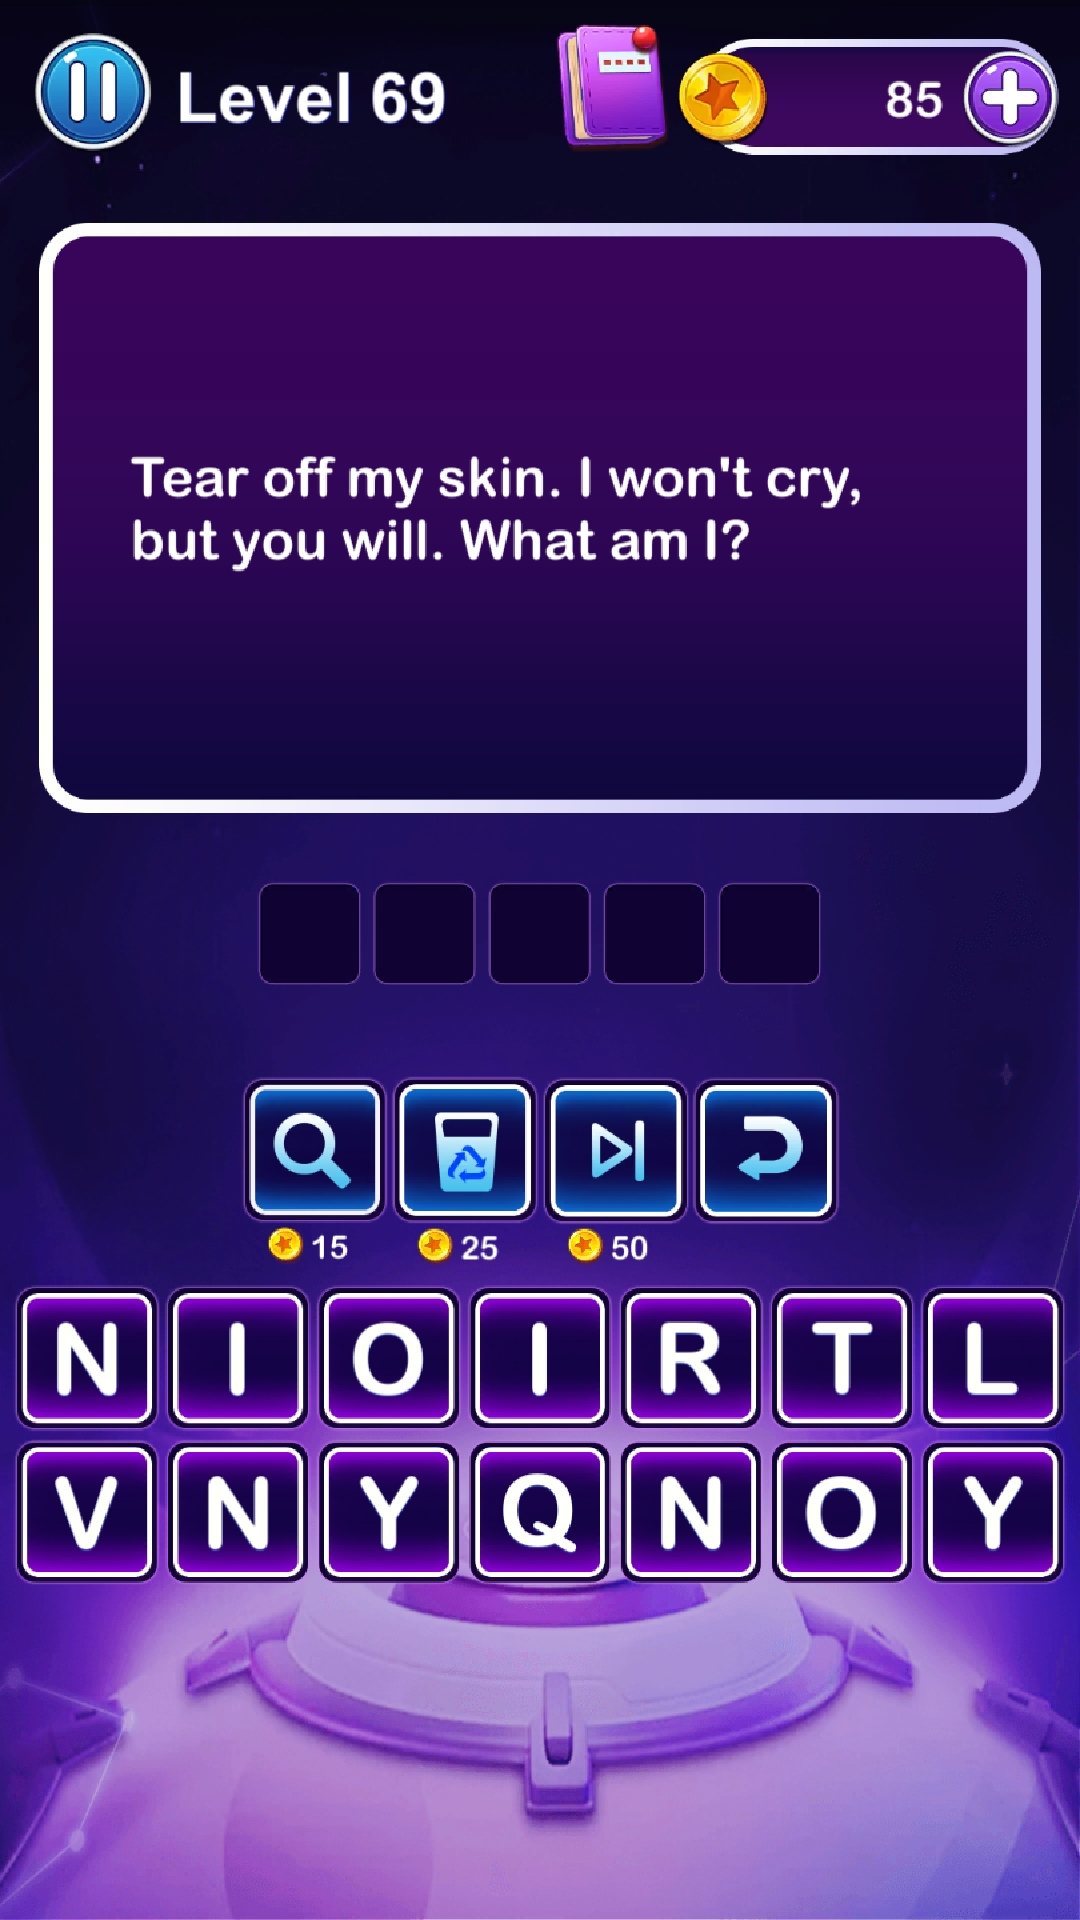 Level 69
85
Tear off my skin. I won't cry,
but you will. What am I?
15 25 50
N I O I R T L
V N Y Q N O Y